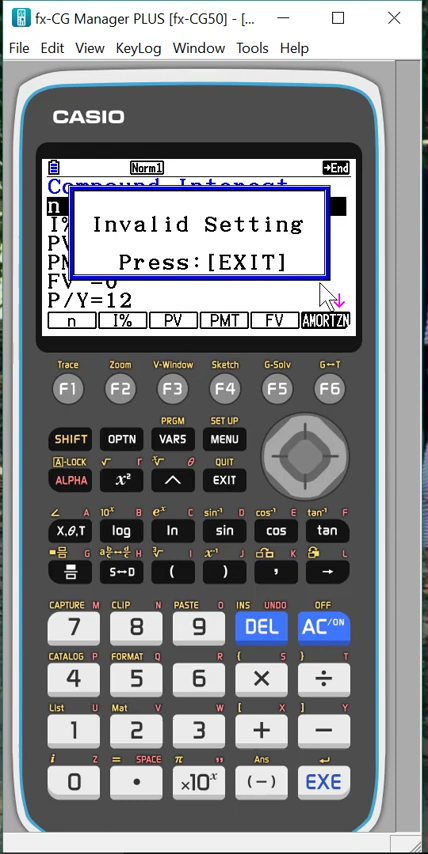 fx-CG Manager PLUS [fx-CG50] - [...
File Edit View KeyLog Window Tools Help
CASIO
Norm1 →End
n
I%
Invalid Setting
PV
PM
Press:[EXIT]
FV =0
P/Y=12
n I% PV PMT FV AMORTZN
Trace Zoom V-Window Sketch G-Solv G↔T
F1 F2 F3 F4 F5 F6
PRGM SET UP
SHIFT OPTN VARS MENU
A-LOCK √ r ˣ√ θ QUIT
ALPHA x² ^ EXIT
∠ A 10ˣ B eˣ C sin⁻¹ D cos⁻¹ E tan⁻¹ F
X,θ,T log ln sin cos tan
G H ³√ I x⁻¹ J K L
S↔D ( ) , →
CAPTURE M CLIP N PASTE O INS UNDO OFF
7 8 9 DEL AC/ON
CATALOG P FORMAT Q R { S } T
4 5 6 × ÷
List U Mat V W [ X ] Y
1 2 3 + −
i Z = SPACE π " Ans ↵
0 • ×10ˣ (−) EXE